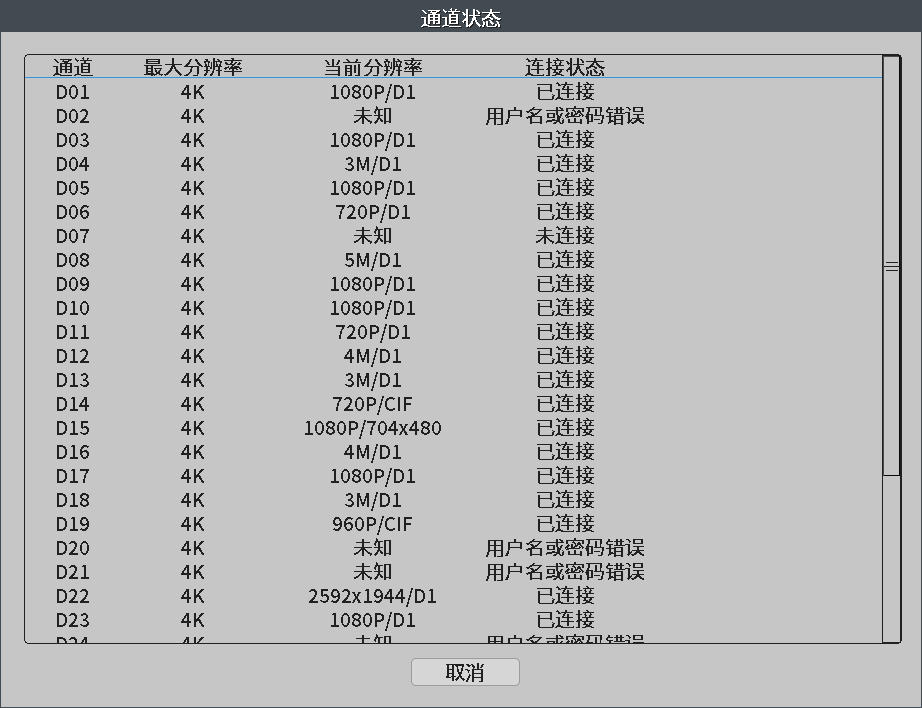 通道状态
通道 最大分辨率 当前分辨率 连接状态
D01 4K 1080P/D1 已连接
D02 4K 未知 用户名或密码错误
D03 4K 1080P/D1 已连接
D04 4K 3M/D1 已连接
D05 4K 1080P/D1 已连接
D06 4K 720P/D1 已连接
D07 4K 未知 未连接
D08 4K 5M/D1 已连接
D09 4K 1080P/D1 已连接
D10 4K 1080P/D1 已连接
D11 4K 720P/D1 已连接
D12 4K 4M/D1 已连接
D13 4K 3M/D1 已连接
D14 4K 720P/CIF 已连接
D15 4K 1080P/704x480 已连接
D16 4K 4M/D1 已连接
D17 4K 1080P/D1 已连接
D18 4K 3M/D1 已连接
D19 4K 960P/CIF 已连接
D20 4K 未知 用户名或密码错误
D21 4K 未知 用户名或密码错误
D22 4K 2592x1944/D1 已连接
D23 4K 1080P/D1 已连接
D24 4K 未知 用户名或密码错误
取消